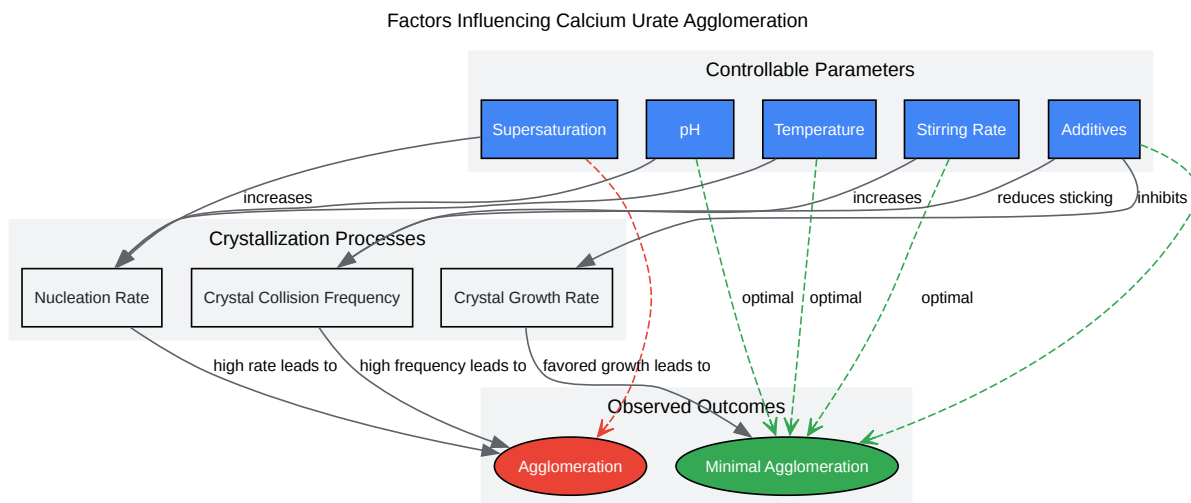 Factors Influencing Calcium Urate Agglomeration
Controllable Parameters
Supersaturation
pH
Temperature
Stirring Rate
Additives
increases
increases
reduces sticking
inhibits
Crystallization Processes
Nucleation Rate
Crystal Collision Frequency
Crystal Growth Rate
optimal
optimal
optimal
high rate leads to
high frequency leads to
favored growth leads to
Observed Outcomes
Agglomeration
Minimal Agglomeration